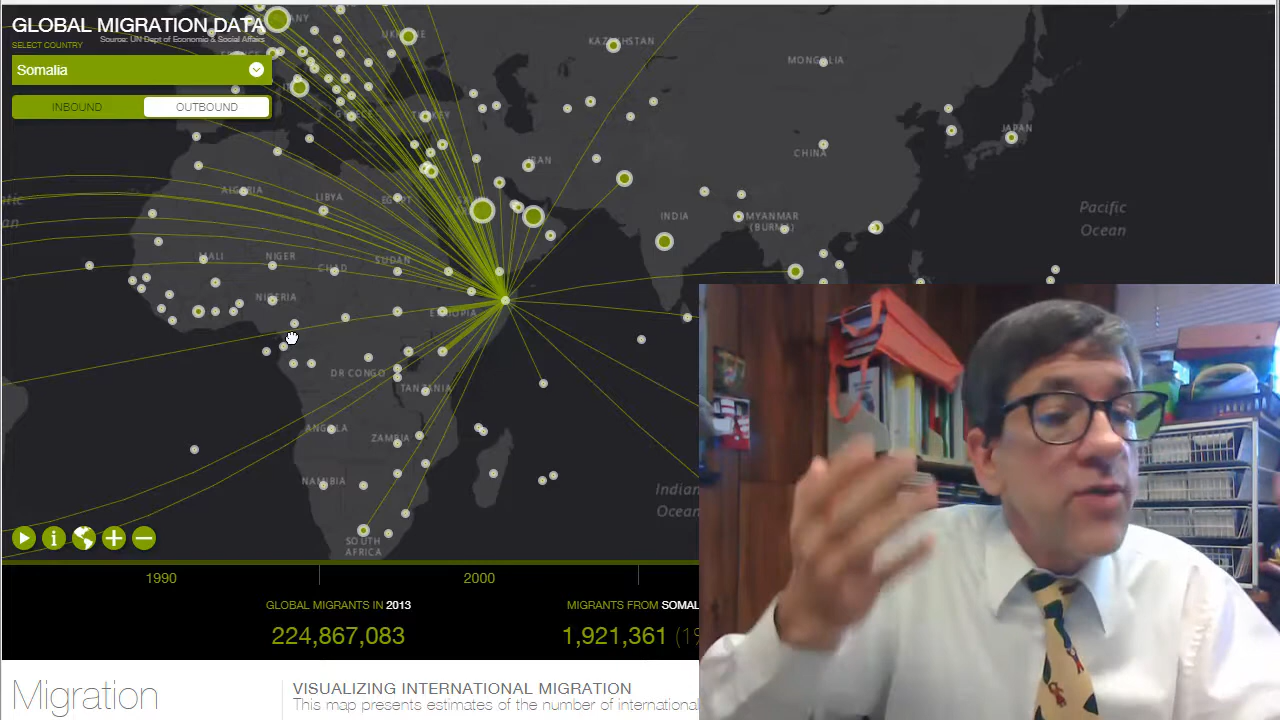 GLOBAL MIGRATION DATA
Source: UN Dept of Economic & Social Affairs
SELECT COUNTRY
Somalia
INBOUND
OUTBOUND
KAZAKHSTAN
MONGOLIA
TURKEY
JAPAN
CHINA
IRAN
ALGERIA
LIBYA
EGYPT
INDIA
MYANMAR
(BURMA)
Pacific
Ocean
MALI
NIGER
CHAD
SUDAN
NIGERIA
ETHIOPIA
DR CONGO
TANZANIA
ANGOLA
ZAMBIA
NAMIBIA
Indian
Ocean
SOUTH
AFRICA
1990
2000
GLOBAL MIGRANTS IN 2013
MIGRANTS FROM SOMAL
224,867,083
1,921,361 (19
Migration
VISUALIZING INTERNATIONAL MIGRATION
This map presents estimates of the number of international